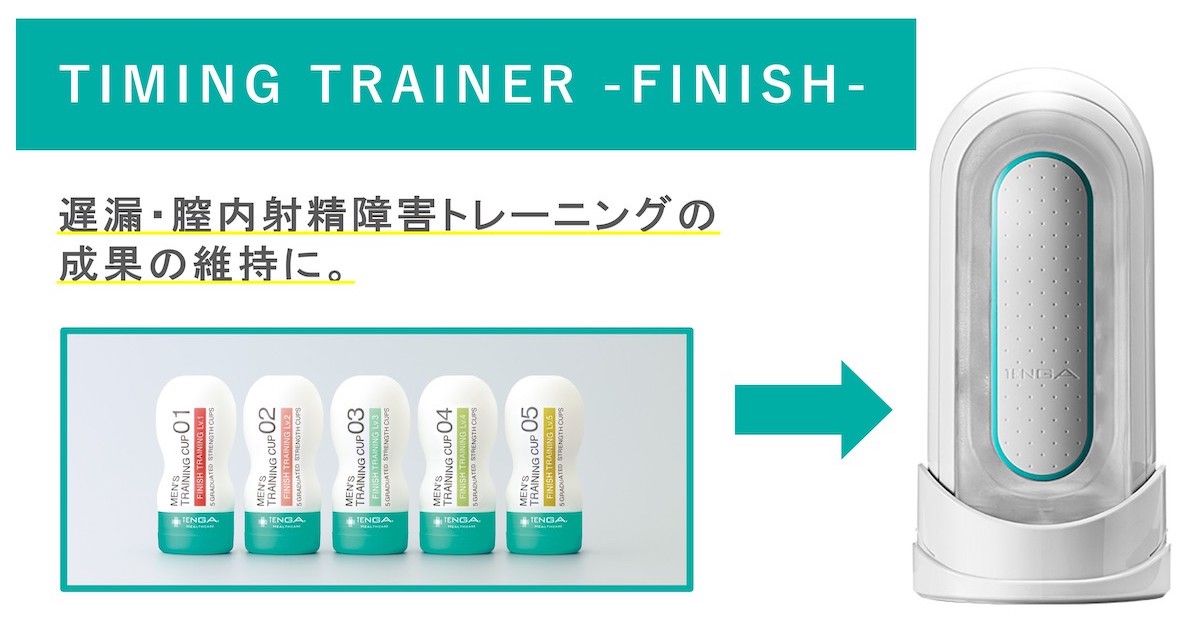 TIMING TRAINER -FINISH-
遅漏・膣内射精障害トレーニングの
成果の維持に。
MEN's
TRAINING CUP 01
FINISH TRAINING Lv.1
5 GRADUATED STRENGTH CUPS
TENGA
HEALTHCARE
MEN's
TRAINING CUP 02
FINISH TRAINING Lv.2
5 GRADUATED STRENGTH CUPS
TENGA
HEALTHCARE
MEN's
TRAINING CUP 03
FINISH TRAINING Lv.3
5 GRADUATED STRENGTH CUPS
TENGA
HEALTHCARE
MEN's
TRAINING CUP 04
FINISH TRAINING Lv.4
5 GRADUATED STRENGTH CUPS
TENGA
HEALTHCARE
MEN's
TRAINING CUP 05
FINISH TRAINING Lv.5
5 GRADUATED STRENGTH CUPS
TENGA
HEALTHCARE
TENGA